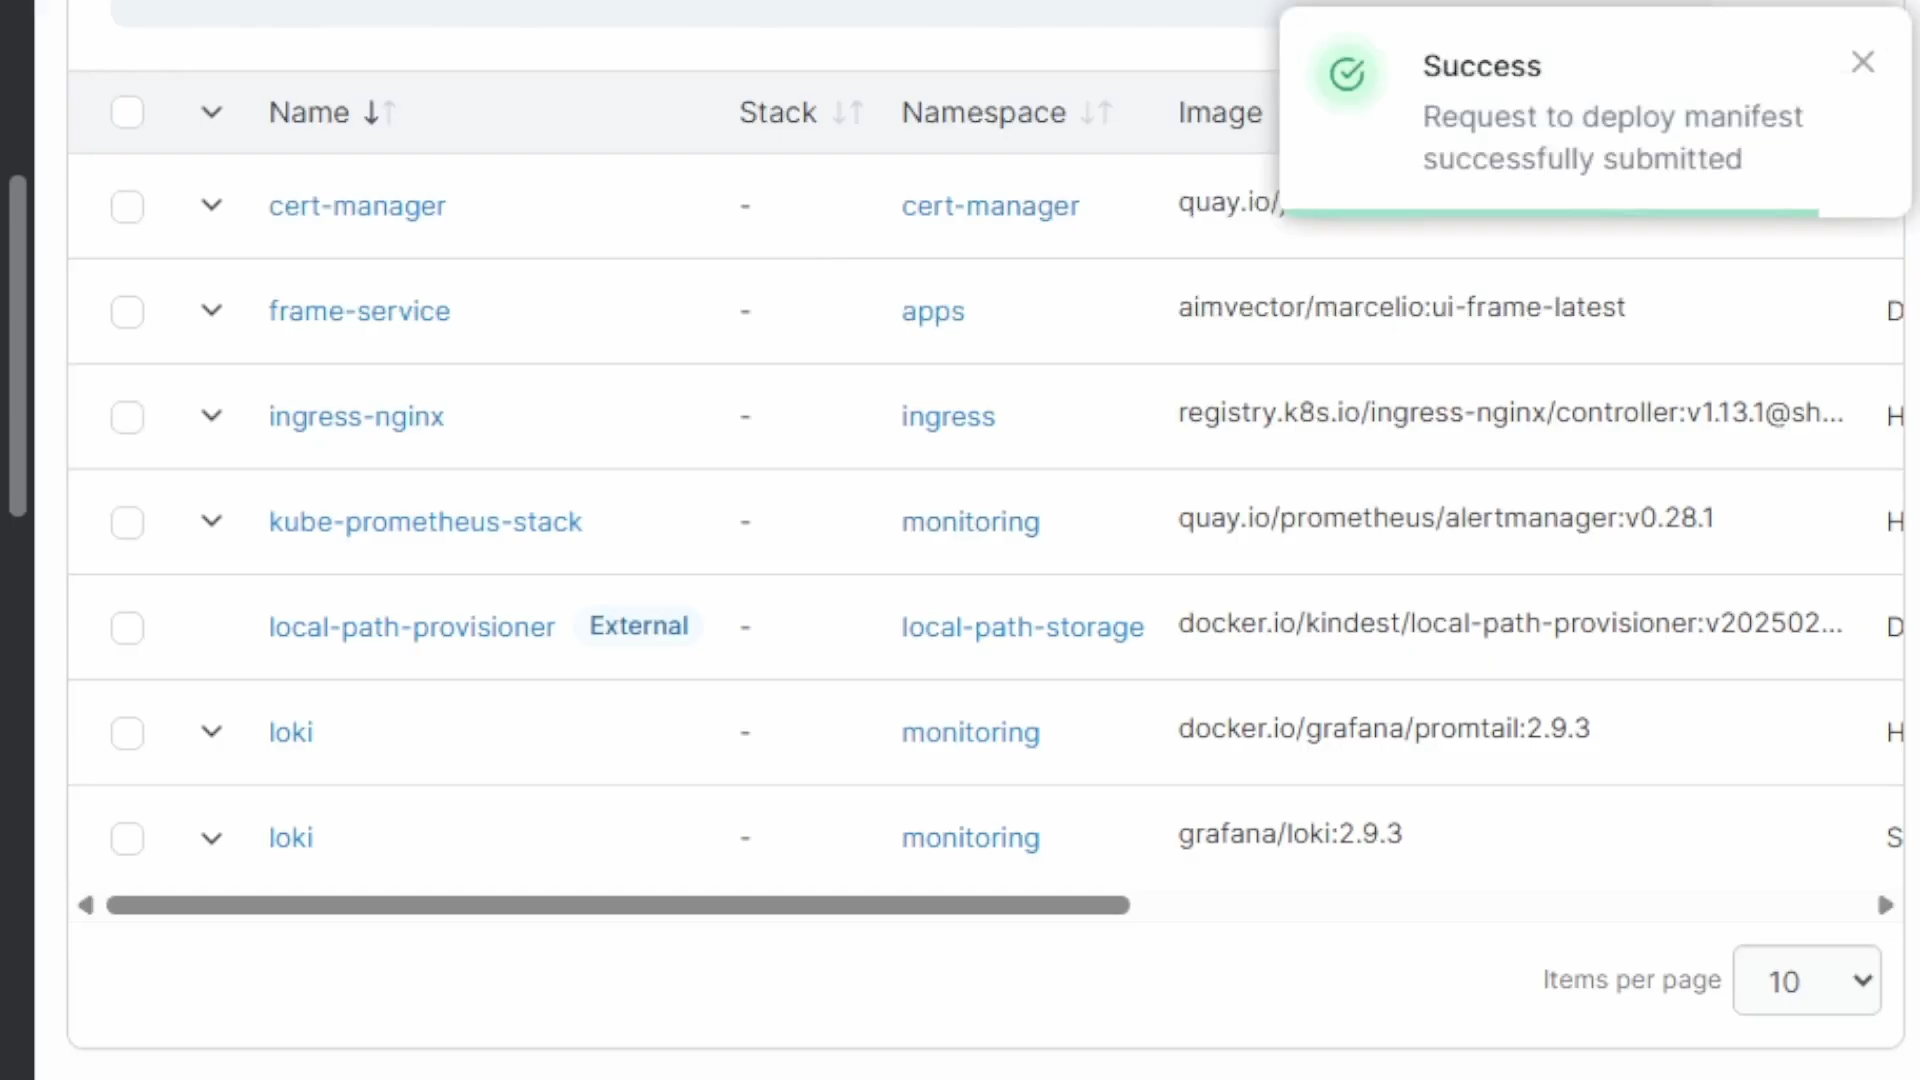 Success
Request to deploy manifest
successfully submitted
Name Stack Namespace Image
cert-manager - cert-manager quay.io/
frame-service - apps aimvector/marcelio:ui-frame-latest D
ingress-nginx - ingress registry.k8s.io/ingress-nginx/controller:v1.13.1@sh... H
kube-prometheus-stack - monitoring quay.io/prometheus/alertmanager:v0.28.1 H
local-path-provisioner External - local-path-storage docker.io/kindest/local-path-provisioner:v202502... D
loki - monitoring docker.io/grafana/promtail:2.9.3 H
loki - monitoring grafana/loki:2.9.3 S
Items per page 10